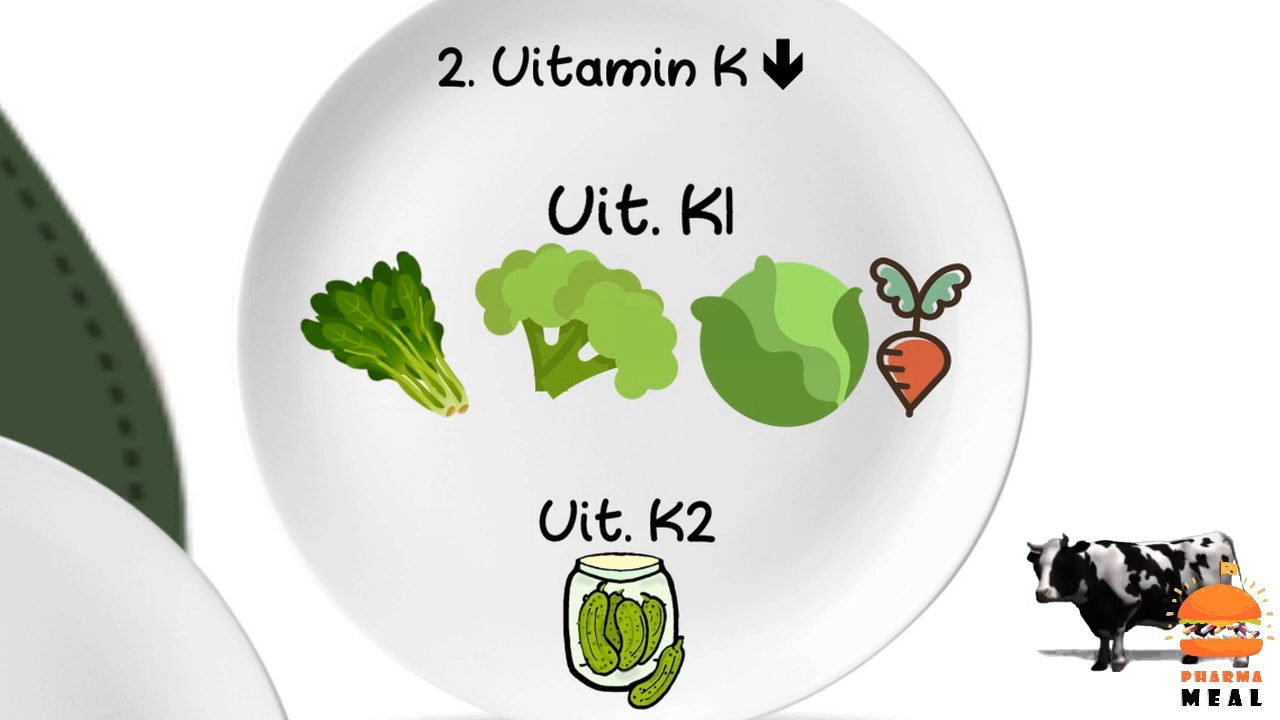 2. Vitamin K
Vit. K1
Vit. K2
PHARMA
MEAL